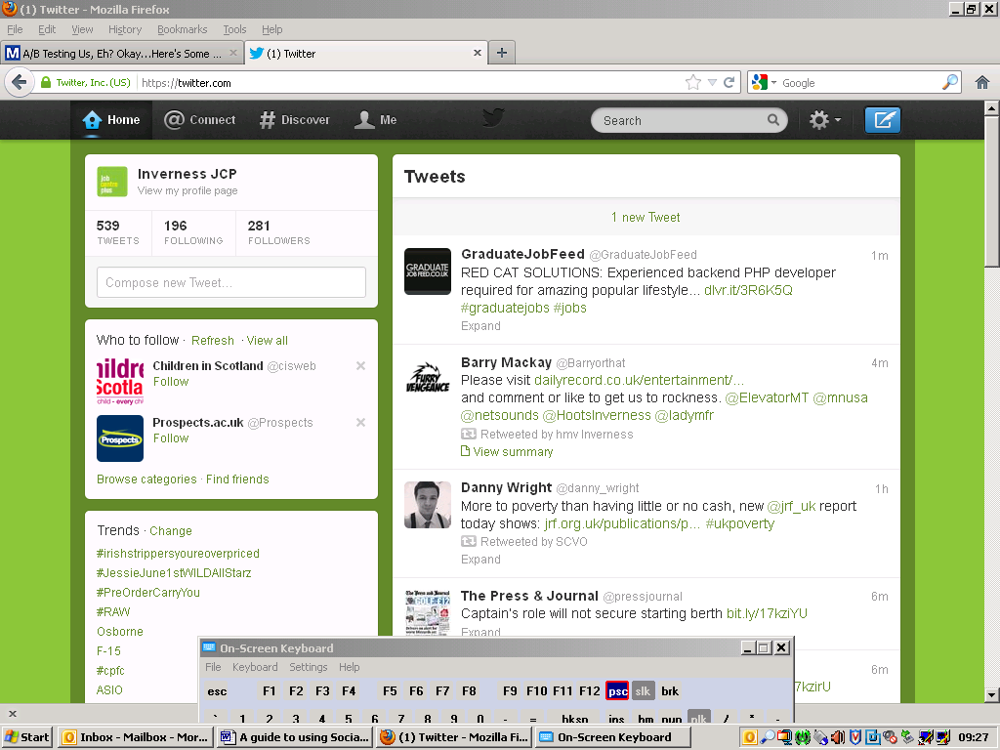 (1) Twitter - Mozilla Firefox
File Edit View History Bookmarks Tools Help
A/B Testing Us, Eh? Okay...Here's Some ... (1) Twitter
Twitter, Inc. (US) https://twitter.com Google
Home Connect Discover Me Search
job centre plus
Inverness JCP
View my profile page
539 196 281
TWEETS FOLLOWING FOLLOWERS
Compose new Tweet...
Who to follow · Refresh · View all
Children in Scotland @cisweb
Follow
Prospects.ac.uk @Prospects
Follow
Browse categories · Find friends
Trends · Change
#irishstrippersyoureoverpriced
#JessieJune1stWILDAllStarz
#PreOrderCarryYou
#RAW
Osborne
F-15
#cpfc
ASIO
Tweets
1 new Tweet
GRADUATE
JOBFEED.CO.UK
GraduateJobFeed @GraduateJobFeed 1m
RED CAT SOLUTIONS: Experienced backend PHP developer
required for amazing popular lifestyle... dlvr.it/3R6K5Q
#graduatejobs #jobs
Expand
FURRY
VENGEANCE
Barry Mackay @Barryorthat 4m
Please visit dailyrecord.co.uk/entertainment/...
and comment or like to get us to rockness. @ElevatorMT @mnusa
@netsounds @HootsInverness @ladymfr
Retweeted by hmv Inverness
View summary
Danny Wright @danny_wright 1h
More to poverty than having little or no cash, new @jrf_uk report
today shows: jrf.org.uk/publications/p... #ukpoverty
Retweeted by SCVO
Expand
The Press & Journal @pressjournal 6m
Captain's role will not secure starting berth bit.ly/17kziYU
Expand
6m
7kzirU
On-Screen Keyboard
File Keyboard Settings Help
esc F1 F2 F3 F4 F5 F6 F7 F8 F9 F10 F11 F12 psc slk brk
` 1 2 3 4 5 6 7 8 9 0 - = bksp ins hm pup nlk / * -
Start Inbox - Mailbox - Mor... A guide to using Socia... (1) Twitter - Mozilla Fi... On-Screen Keyboard 09:27